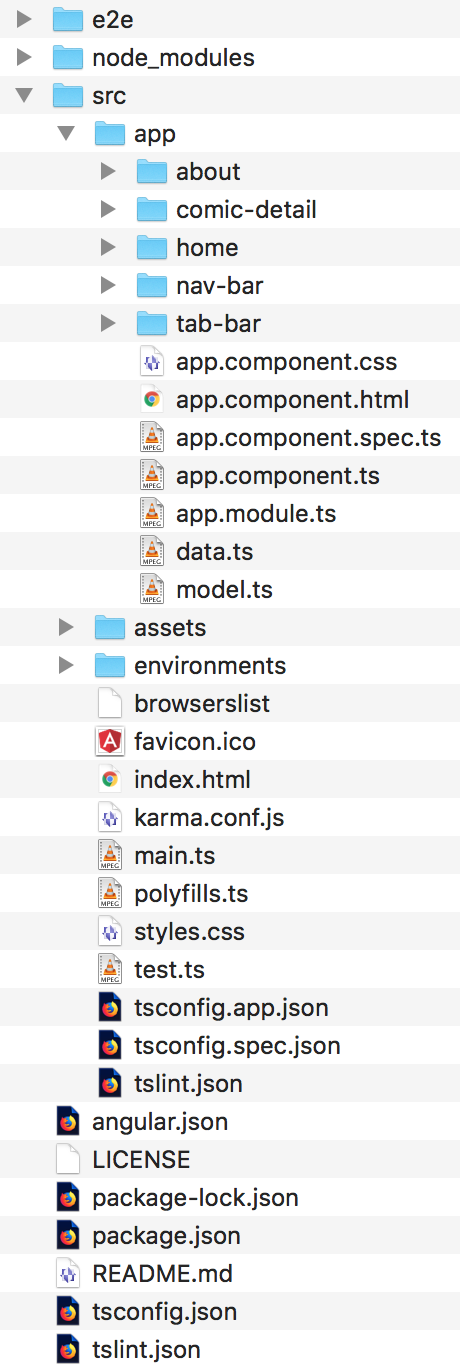 e2e
node_modules
src
app
about
comic-detail
home
nav-bar
tab-bar
app.component.css
app.component.html
MPEG app.component.spec.ts
MPEG app.component.ts
MPEG app.module.ts
MPEG data.ts
MPEG model.ts
assets
environments
browserslist
A favicon.ico
index.html
karma.conf.js
MPEG main.ts
MPEG polyfills.ts
styles.css
MPEG test.ts
tsconfig.app.json
tsconfig.spec.json
tslint.json
angular.json
LICENSE
package-lock.json
package.json
README.md
tsconfig.json
tslint.json